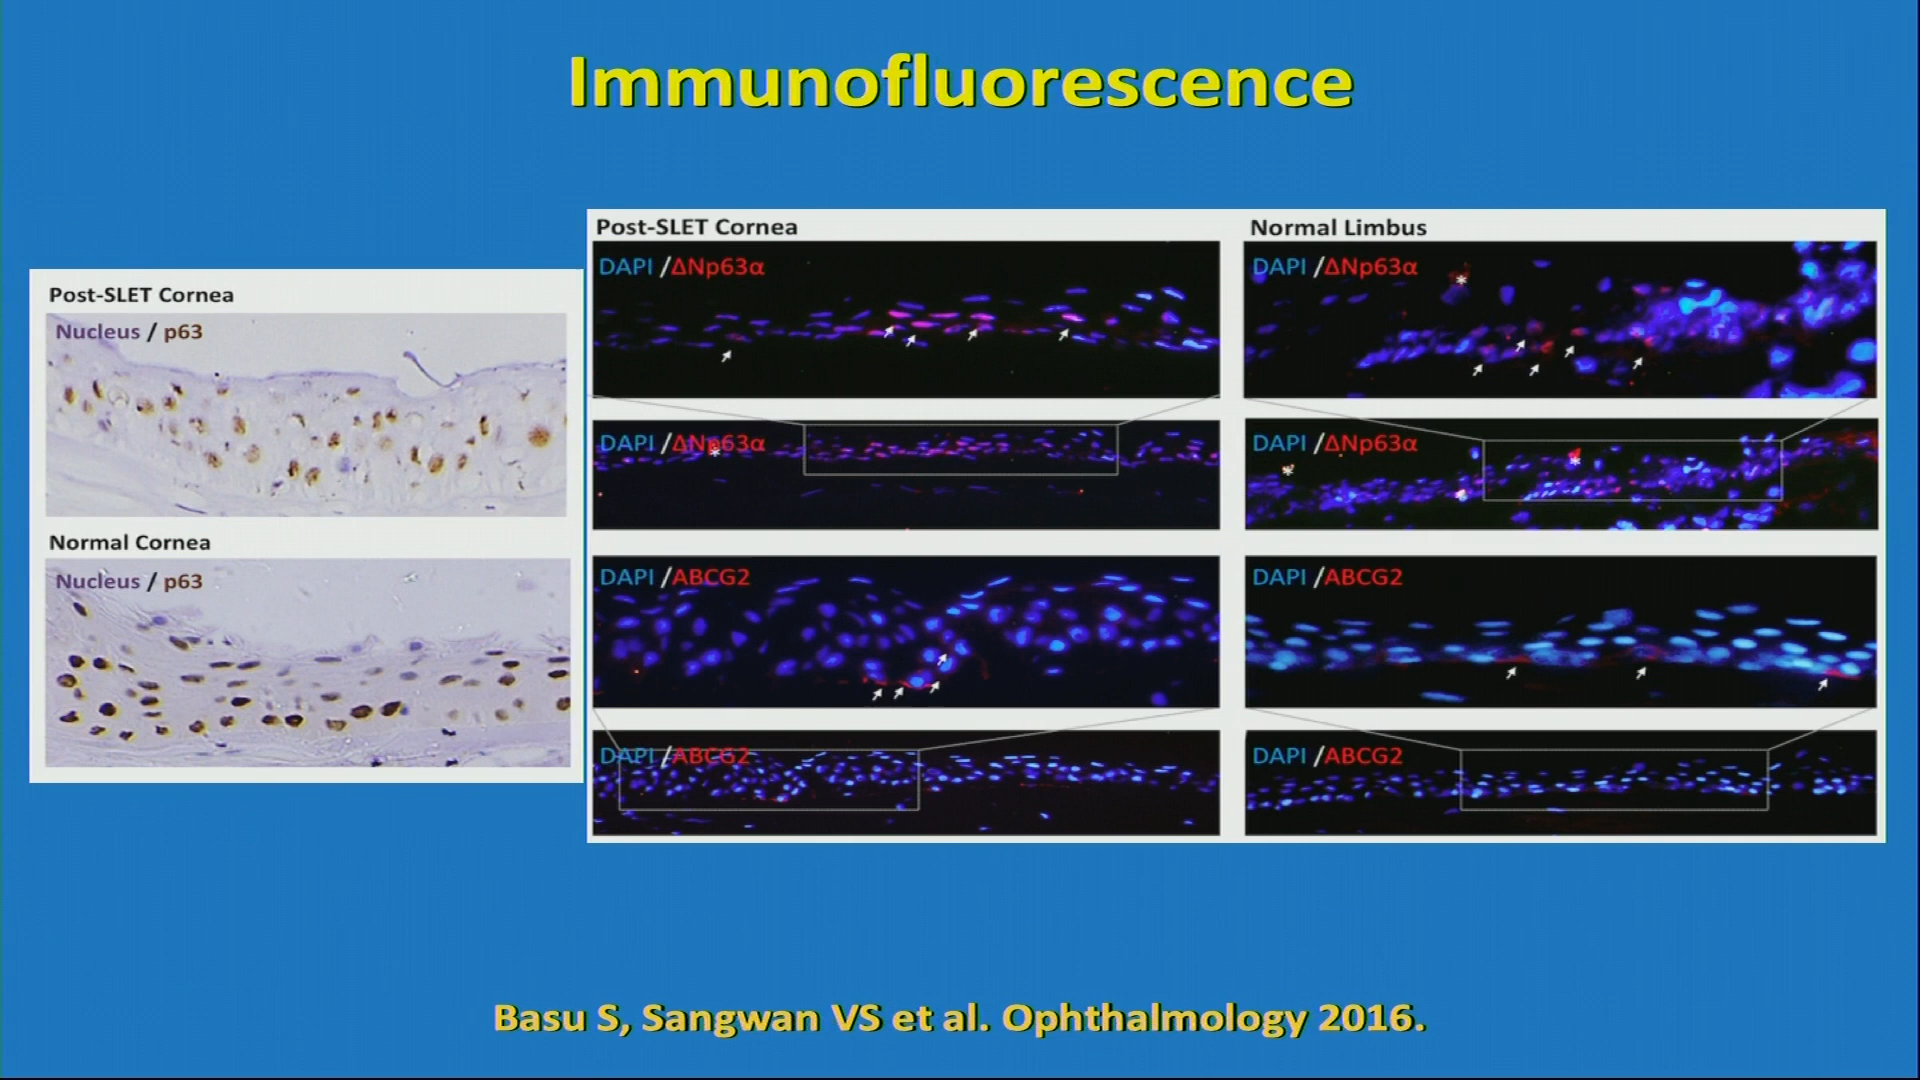 Immunofluorescence
Post-SLET Cornea
Nucleus / p63
Normal Cornea
Nucleus / p63
Post-SLET Cornea
DAPI /ΔNp63α
*
DAPI /ΔNp63α
*
DAPI /ABCG2
DAPI /ABCG2
Normal Limbus
DAPI /ΔNp63α
*
DAPI /ΔNp63α
* *
DAPI /ABCG2
DAPI /ABCG2
Basu S, Sangwan VS et al. Ophthalmology 2016.